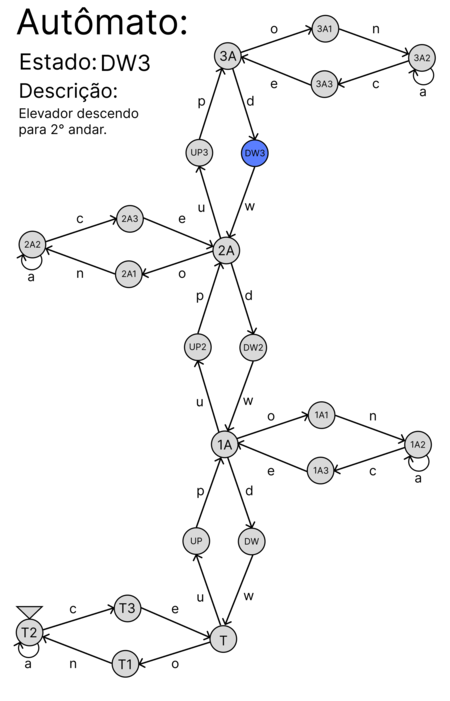 Autômato:
Estado: DW3
Descrição:
Elevador descendo
para 2° andar.
o
3A1
n
3A
3A2
e
3A3
c
a
p
d
UP3
DW3
u
w
c
2A3
e
2A2
2A
a
n
2A1
o
p
d
UP2
DW2
u
w
o
1A1
n
1A
1A2
e
1A3
c
a
p
d
UP
DW
u
w
c
T3
e
T2
T
a
n
T1
o